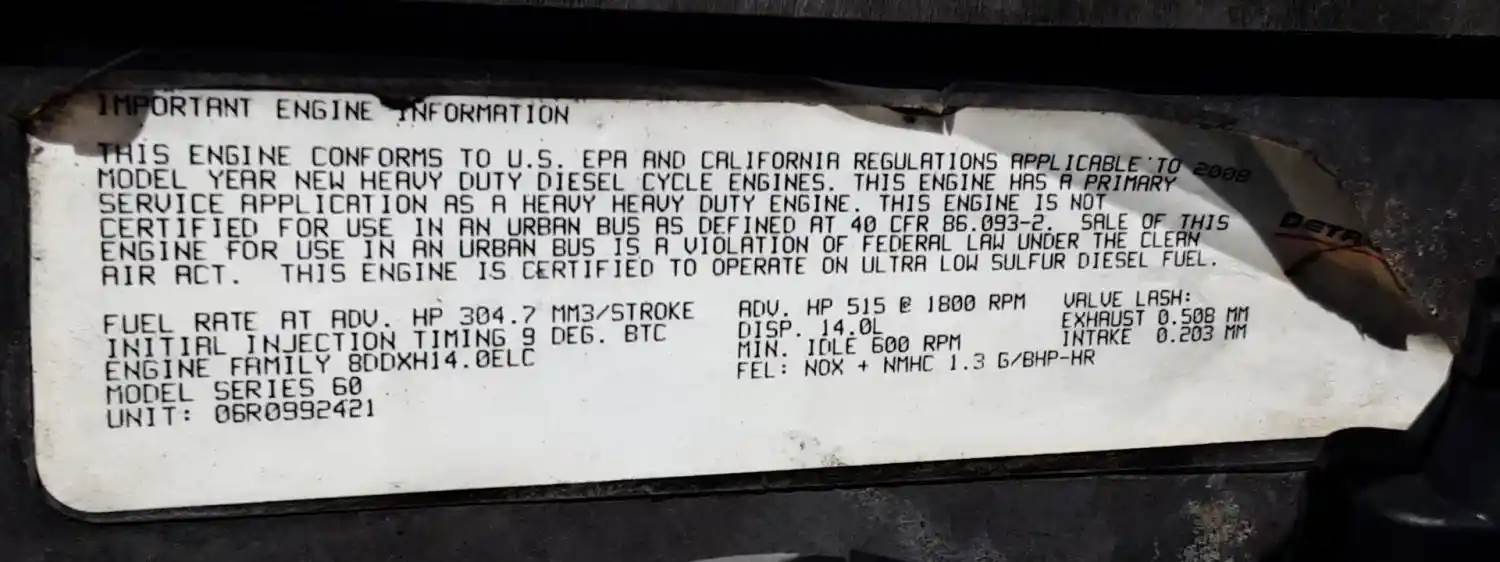 IMPORTANT ENGINE INFORMATION
THIS ENGINE CONFORMS TO U.S. EPA AND CALIFORNIA REGULATIONS APPLICABLE TO 2008
MODEL YEAR NEW HEAVY DUTY DIESEL CYCLE ENGINES. THIS ENGINE HAS A PRIMARY
SERVICE APPLICATION AS A HEAVY HEAVY DUTY ENGINE. THIS ENGINE IS NOT
CERTIFIED FOR USE IN AN URBAN BUS AS DEFINED AT 40 CFR 86.093-2. SALE OF THIS
ENGINE FOR USE IN AN URBAN BUS IS A VIOLATION OF FEDERAL LAW UNDER THE CLEAN
AIR ACT. THIS ENGINE IS CERTIFIED TO OPERATE ON ULTRA LOW SULFUR DIESEL FUEL.
FUEL RATE AT ADV. HP 304.7 MM3/STROKE
INITIAL INJECTION TIMING 9 DEG. BTC
ENGINE FAMILY 8DDXH14.0ELC
MODEL SERIES 60
UNIT: 06R0992421
ADV. HP 515 @ 1800 RPM
DISP. 14.0L
MIN. IDLE 600 RPM
FEL: NOX + NMHC 1.3 G/BHP-HR
VALVE LASH:
EXHAUST 0.508 MM
INTAKE 0.203 MM